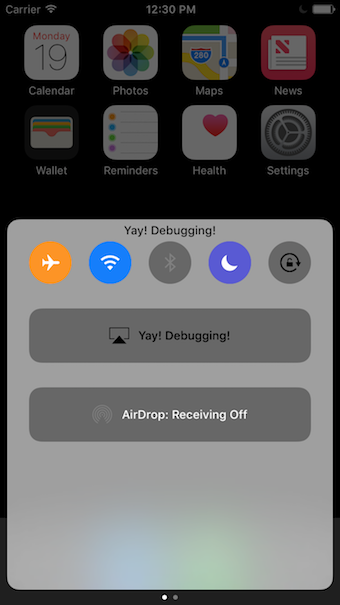 Carrier 12:30 PM
Monday
19
280
Calendar Photos Maps News
Wallet Reminders Health Settings
Yay! Debugging!
Yay! Debugging!
AirDrop: Receiving Off